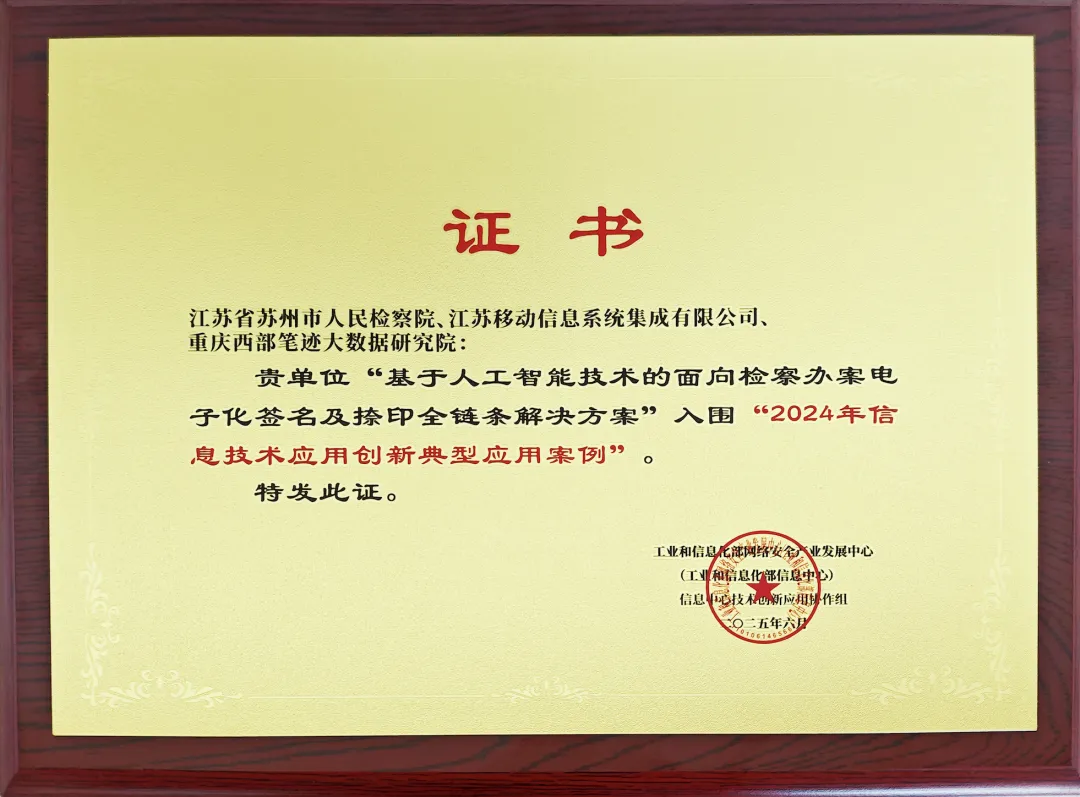 证书
江苏省苏州市人民检察院、江苏移动信息系统集成有限公司、
重庆西部笔迹大数据研究院：
贵单位“基于人工智能技术的面向检察办案电
子化签名及捺印全链条解决方案”入围“2024年信
息技术应用创新典型应用案例”。
特发此证。
工业和信息化部网络安全产业发展中心
（工业和信息化部信息中心）
信息中心技术创新应用协作组
二〇二五年六月